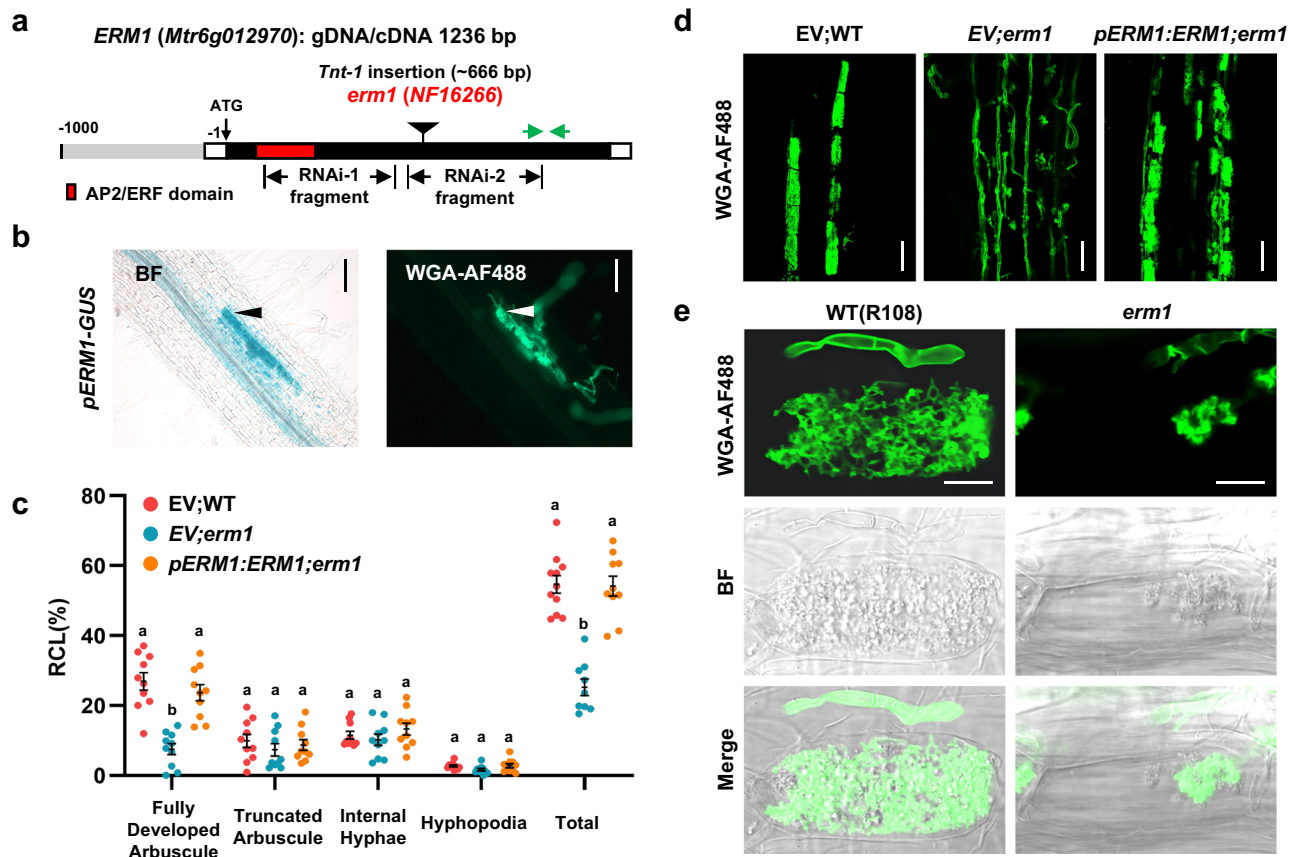 a
ERM1 (Mtr6g012970): gDNA/cDNA 1236 bp
Tnt-1 insertion (~666 bp)
erm1 (NF16266)
ATG
-1000
-1
RNAi-1 fragment
RNAi-2 fragment
AP2/ERF domain
b
pERM1-GUS
BF
WGA-AF488
c
EV;WT
EV;erm1
pERM1:ERM1;erm1
RCL(%)
80
60
40
20
0
a b a
a a a
a a a
a a a
a b a
Fully Developed Arbuscule
Truncated Arbuscule
Internal Hyphae
Hyphopodia
Total
d
EV;WT
EV;erm1
pERM1:ERM1;erm1
WGA-AF488
e
WT(R108)
erm1
WGA-AF488
BF
Merge